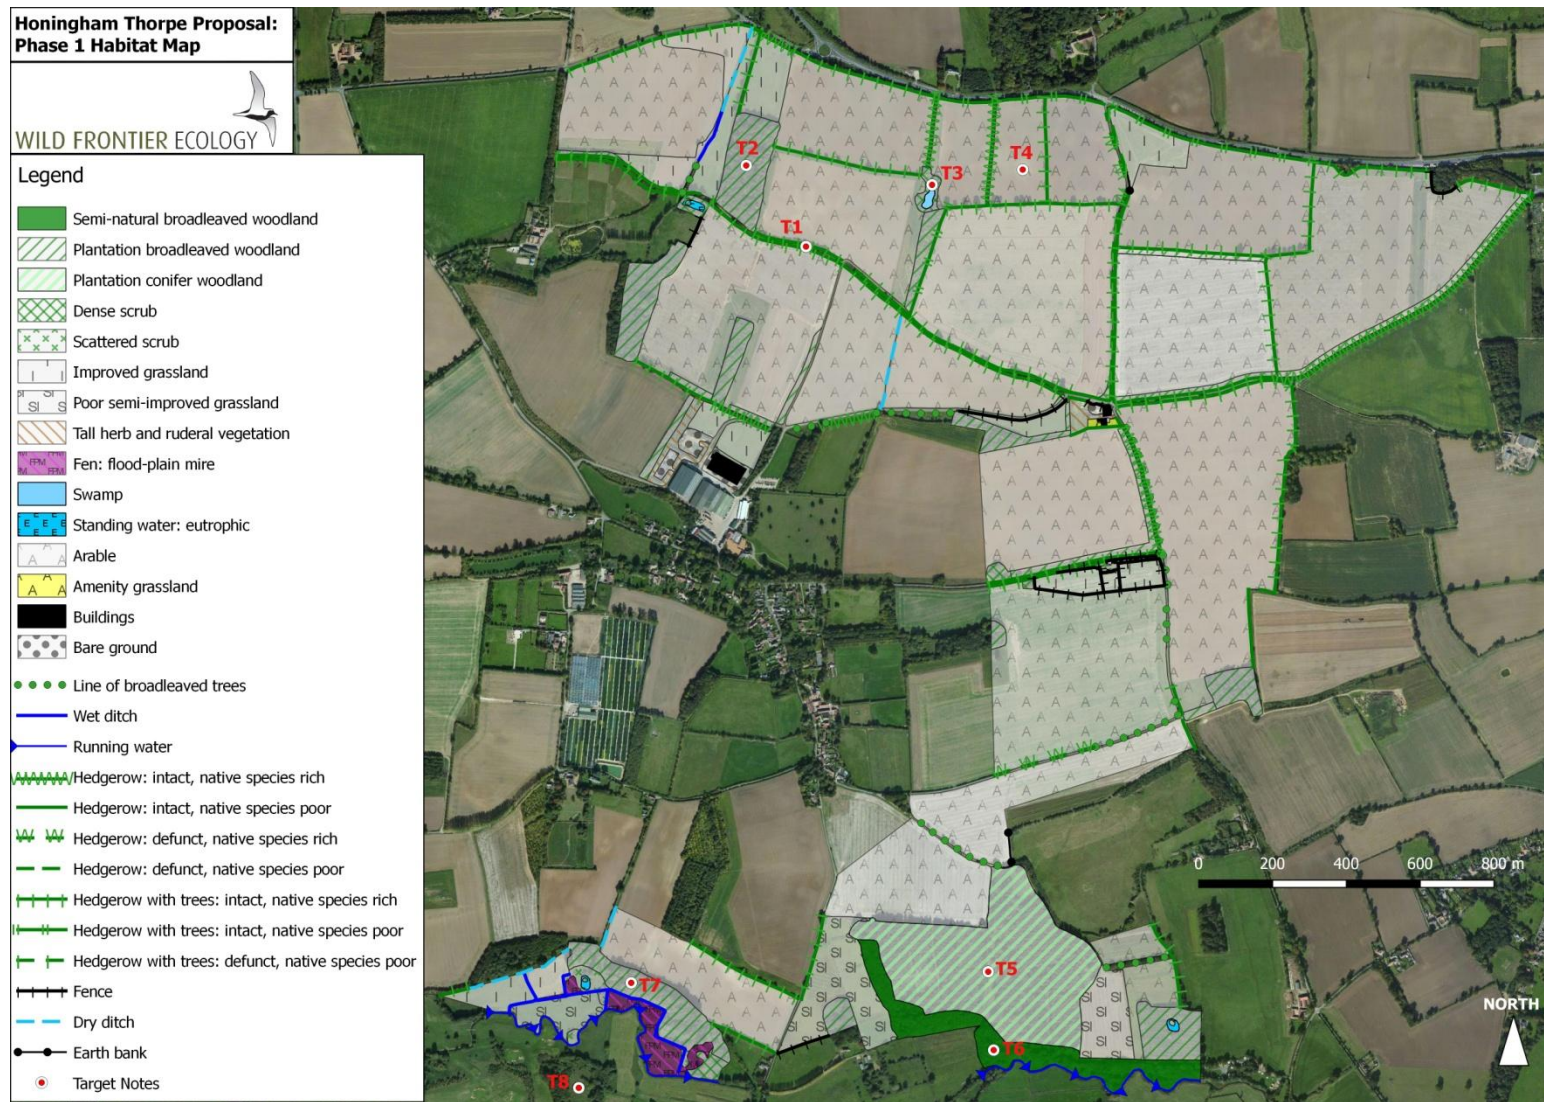 Honingham Thorpe Proposal:
Phase 1 Habitat Map
WILD FRONTIER ECOLOGY
Legend
Semi-natural broadleaved woodland
Plantation broadleaved woodland
Plantation conifer woodland
Dense scrub
Scattered scrub
Improved grassland
Poor semi-improved grassland
Tall herb and ruderal vegetation
Fen: flood-plain mire
Swamp
Standing water: eutrophic
Arable
Amenity grassland
Buildings
Bare ground
Line of broadleaved trees
Wet ditch
Running water
Hedgerow: intact, native species rich
Hedgerow: intact, native species poor
Hedgerow: defunct, native species rich
Hedgerow: defunct, native species poor
Hedgerow with trees: intact, native species rich
Hedgerow with trees: intact, native species poor
Hedgerow with trees: defunct, native species poor
Fence
Dry ditch
Earth bank
Target Notes
T2
T4
T3
T1
0 200 400 600 800 m
T5
T7
NORTH
T6
T8